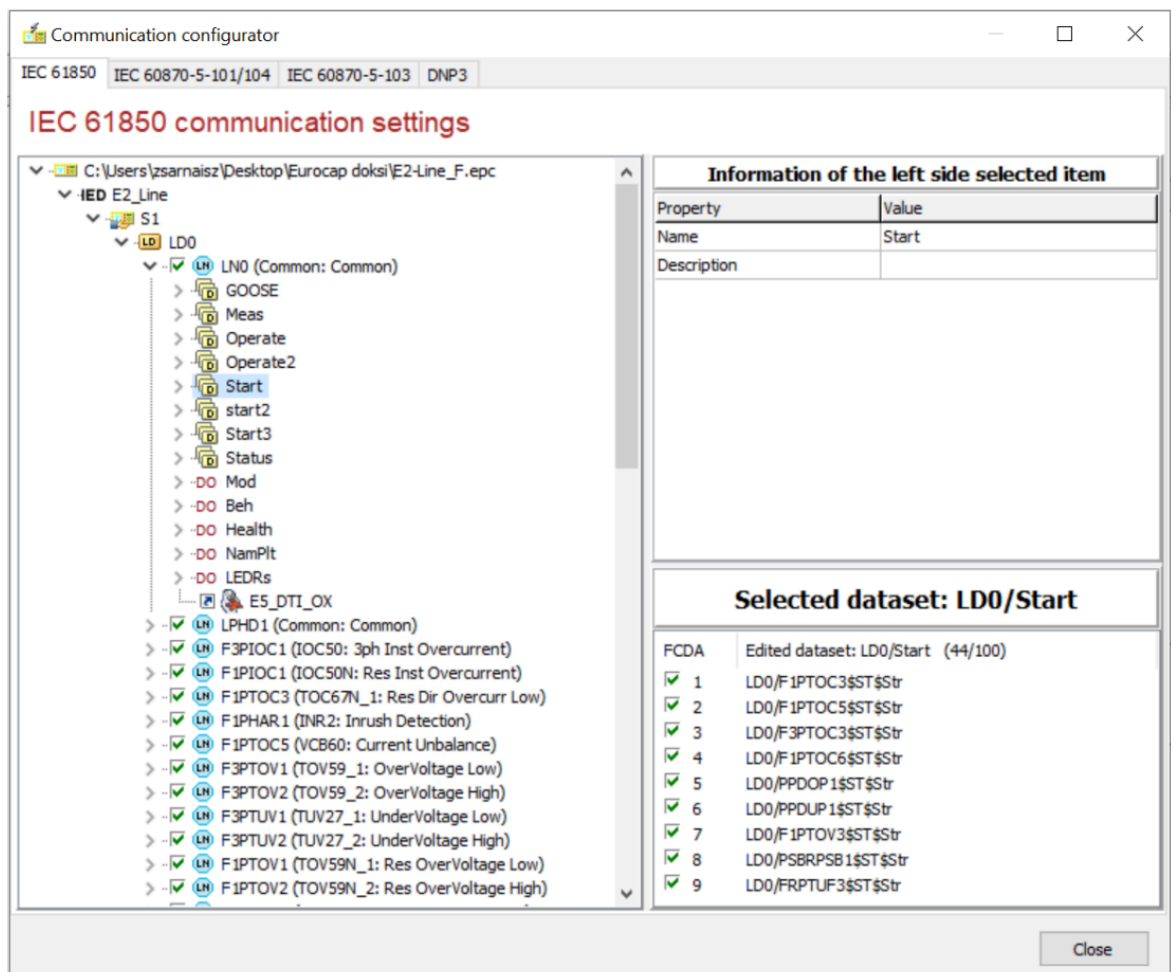 Communication configurator
IEC 61850 IEC 60870-5-101/104 IEC 60870-5-103 DNP3
IEC 61850 communication settings
C:\Users\zsarnaisz\Desktop\Eurocap doksi\E2-Line_F.epc
IED E2_Line
S1
LD LD0
LN LN0 (Common: Common)
D GOOSE
D Meas
D Operate
D Operate2
D Start
D start2
D Start3
D Status
DO Mod
DO Beh
DO Health
DO NamPlt
DO LEDRs
E5_DTI_OX
LN LPHD1 (Common: Common)
LN F3PIOC1 (IOC50: 3ph Inst Overcurrent)
LN F1PIOC1 (IOC50N: Res Inst Overcurrent)
LN F1PTOC3 (TOC67N_1: Res Dir Overcurr Low)
LN F1PHAR1 (INR2: Inrush Detection)
LN F1PTOC5 (VCB60: Current Unbalance)
LN F3PTOV1 (TOV59_1: OverVoltage Low)
LN F3PTOV2 (TOV59_2: OverVoltage High)
LN F3PTUV1 (TUV27_1: UnderVoltage Low)
LN F3PTUV2 (TUV27_2: UnderVoltage High)
LN F1PTOV1 (TOV59N_1: Res OverVoltage Low)
LN F1PTOV2 (TOV59N_2: Res OverVoltage High)
Information of the left side selected item
Property Value
Name Start
Description
Selected dataset: LD0/Start
FCDA Edited dataset: LD0/Start (44/100)
1 LD0/F1PTOC3$ST$Str
2 LD0/F1PTOC5$ST$Str
3 LD0/F3PTOC3$ST$Str
4 LD0/F1PTOC6$ST$Str
5 LD0/PPDOP1$ST$Str
6 LD0/PPDUP1$ST$Str
7 LD0/F1PTOV3$ST$Str
8 LD0/PSBRPSB1$ST$Str
9 LD0/FRPTUF3$ST$Str
Close